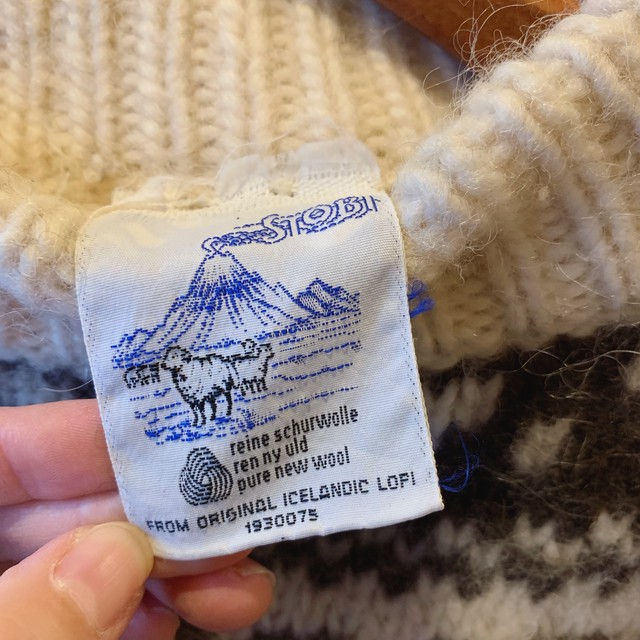 STOBI
reine schurwolle
ren ny uld
pure new wool
FROM ORIGINAL ICELANDIC LOPI
1930075